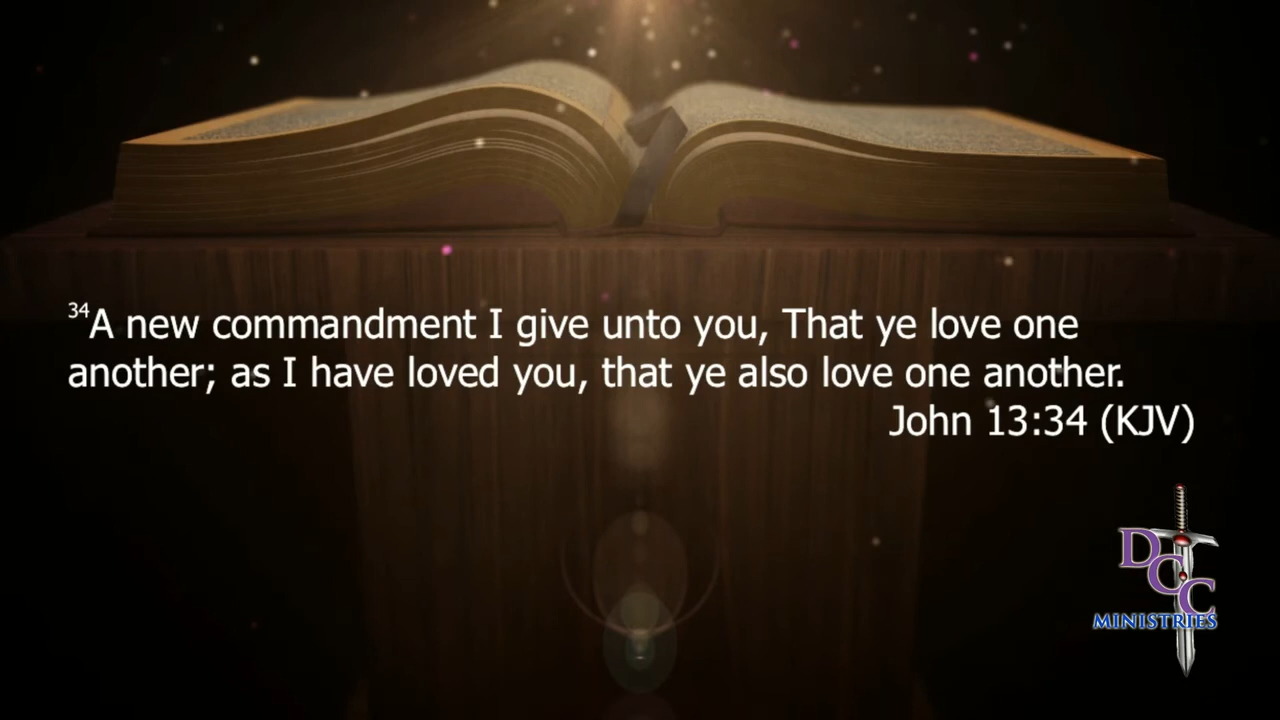 34A new commandment I give unto you, That ye love one
another; as I have loved you, that ye also love one another.
John 13:34 (KJV)
DCC
MINISTRIES